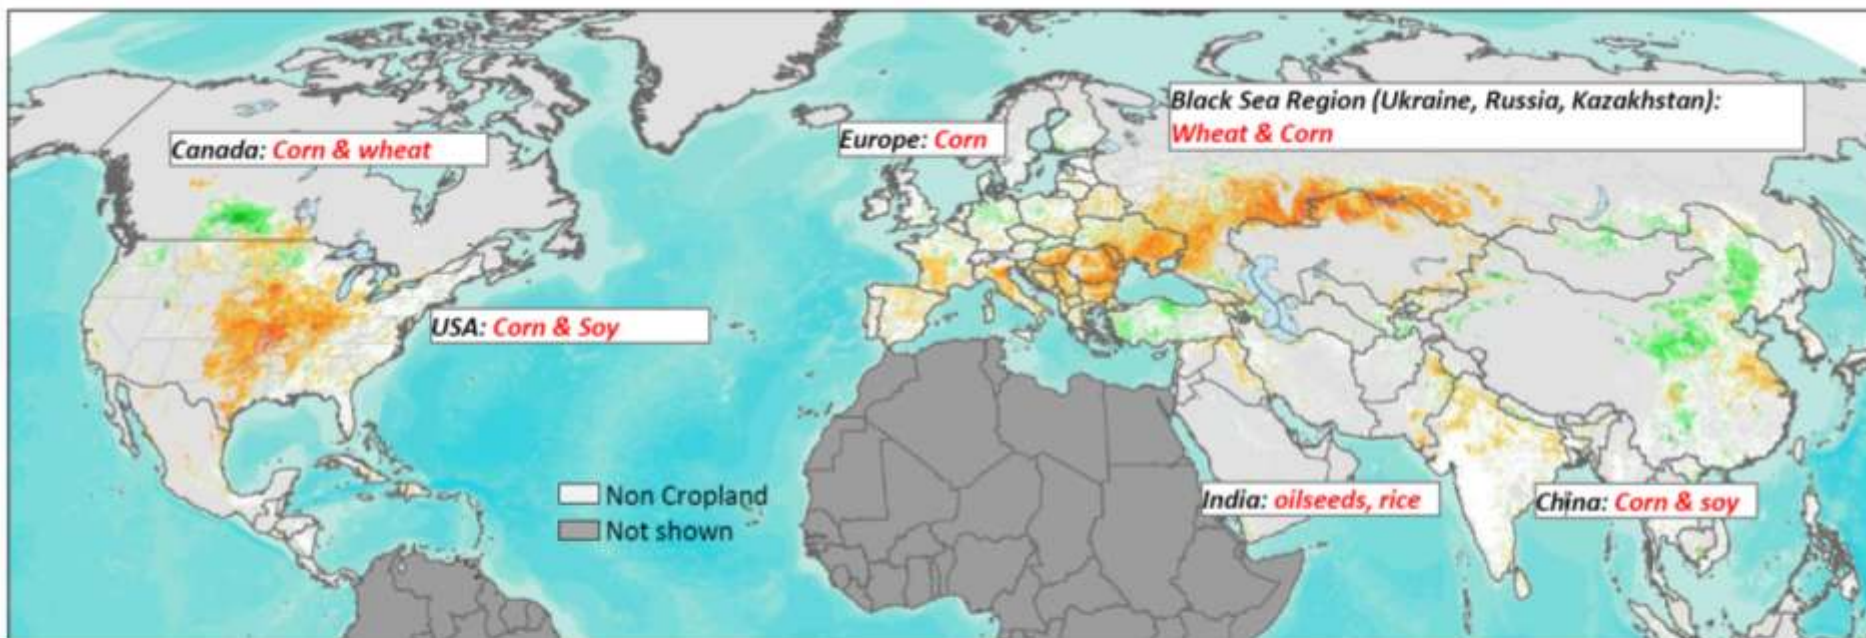 Black Sea Region (Ukraine, Russia, Kazakhstan):
Wheat & Corn
Canada: Corn & wheat
Europe: Corn
USA: Corn & Soy
Non Cropland
Not shown
India: oilseeds, rice
China: Corn & soy